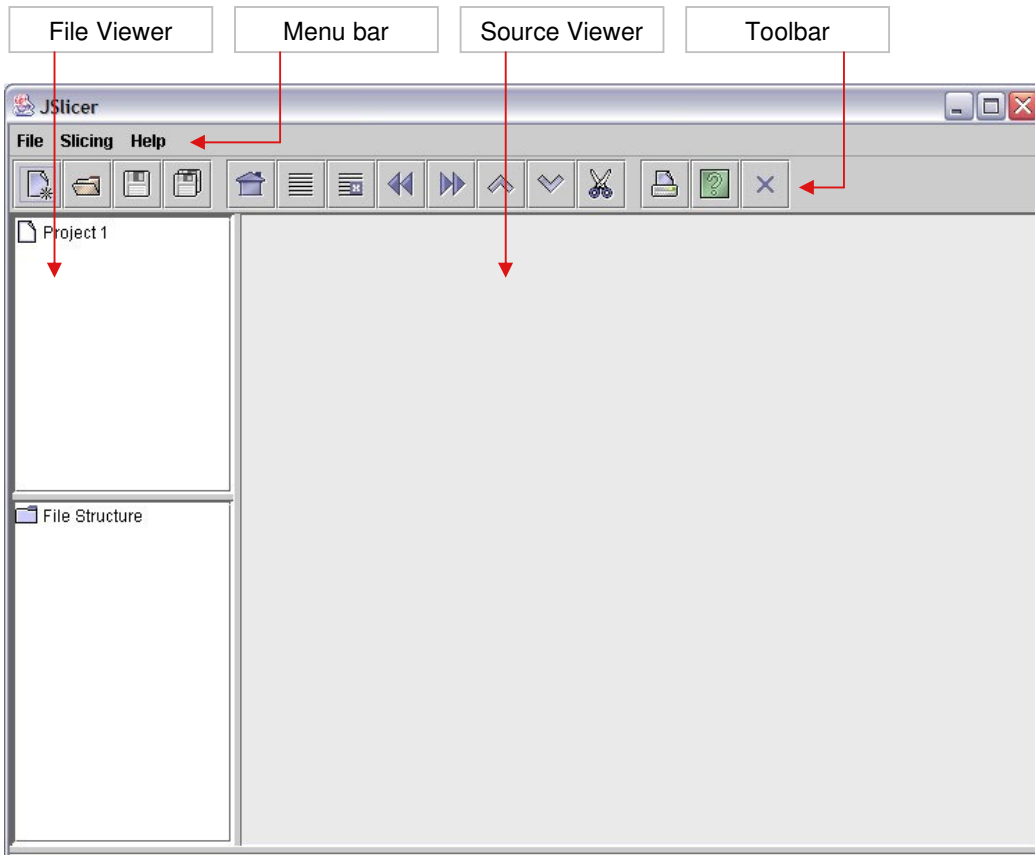 File Viewer
Menu bar
Source Viewer
Toolbar
JSlicer
File Slicing Help
Project 1
File Structure